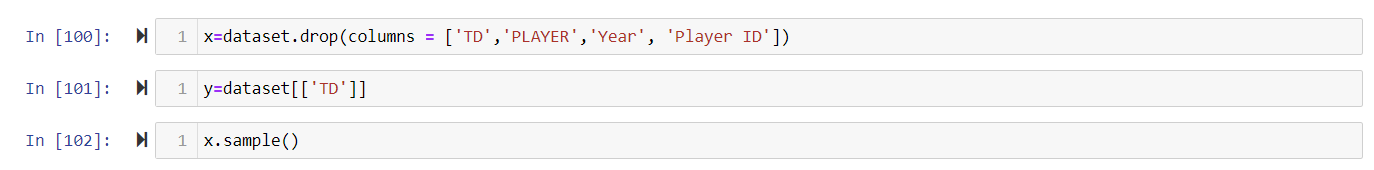 In [100]: 1 x=dataset.drop(columns = ['TD','PLAYER','Year', 'Player ID'])
In [101]: 1 y=dataset[['TD']]
In [102]: 1 x.sample()